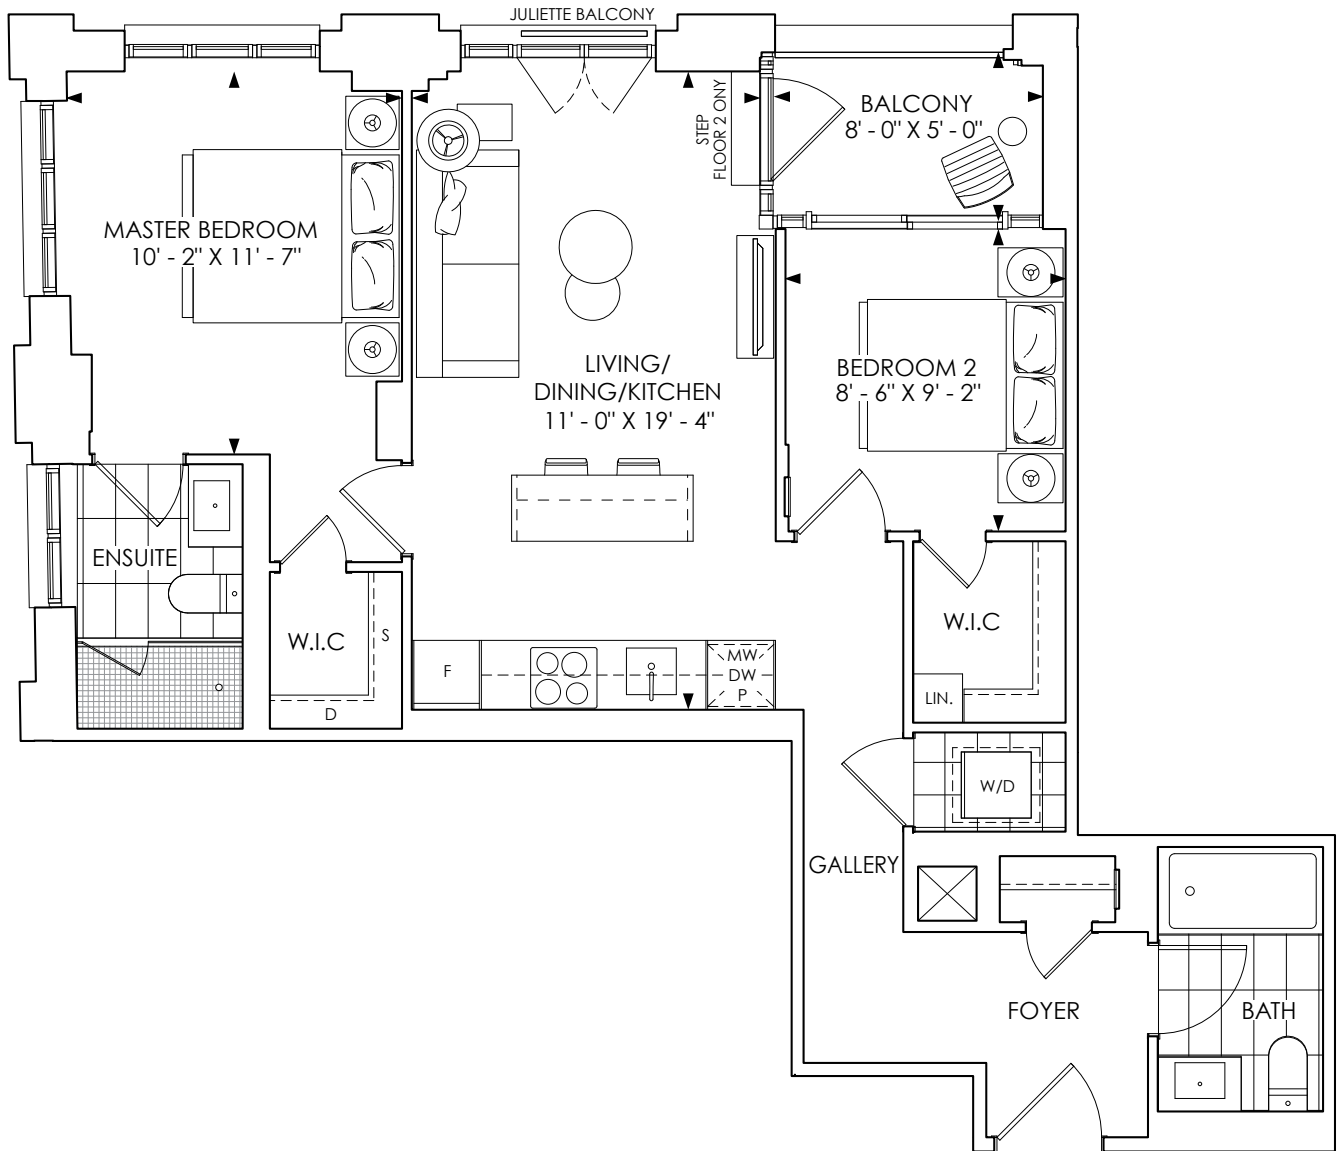 JULIETTE BALCONY
STEP
FLOOR 2 ONY
BALCONY
8' - 0" X 5' - 0"
MASTER BEDROOM
10' - 2" X 11' - 7"
LIVING/
DINING/KITCHEN
11' - 0" X 19' - 4"
BEDROOM 2
8' - 6" X 9' - 2"
ENSUITE
W.I.C
S
D
F
MW
DW
P
W.I.C
LIN.
W/D
GALLERY
FOYER
BATH